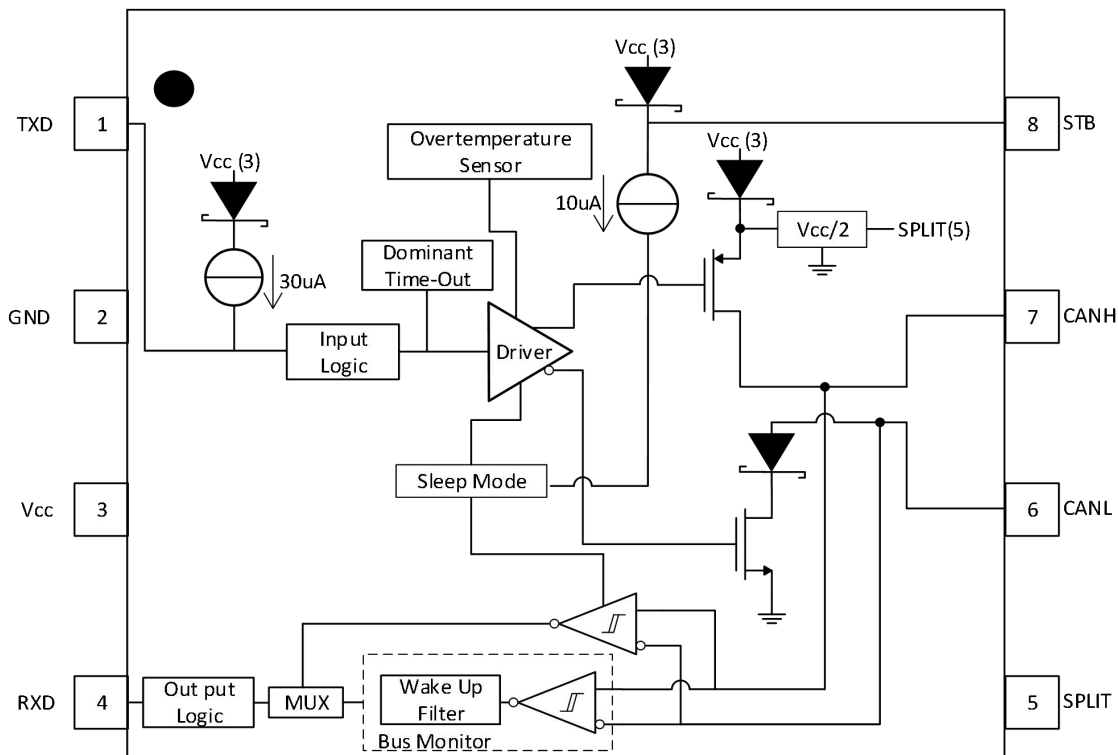 Vcc (3)
TXD
1
8
STB
Overtemperature
Sensor
Vcc (3)
Vcc (3)
10uA
Vcc/2
SPLIT(5)
Dominant
Time-Out
30uA
GND
2
7
CANH
Input
Logic
Driver
Sleep Mode
Vcc
3
6
CANL
Wake Up
Filter
Bus Monitor
RXD
4
Out put
Logic
MUX
5
SPLIT